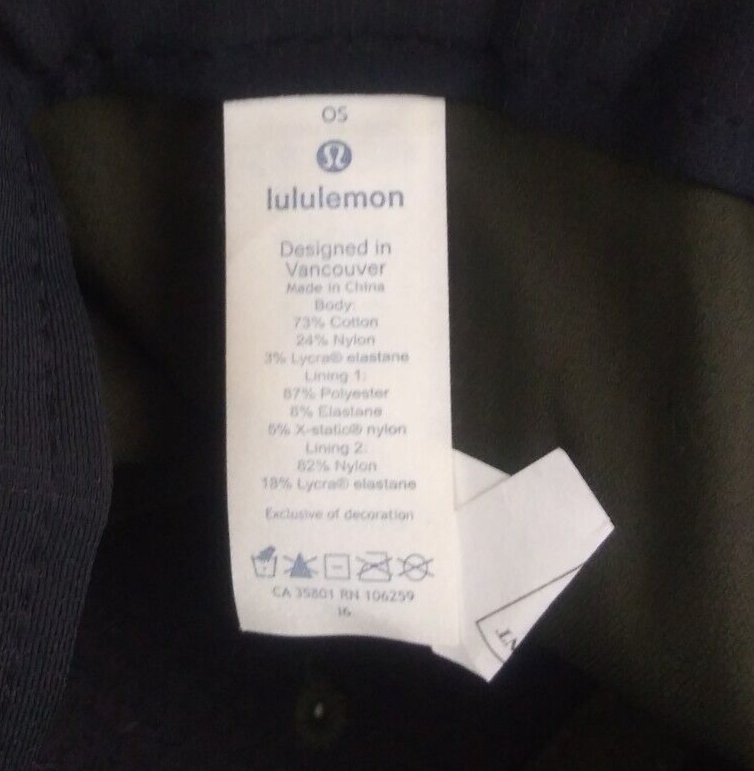 OS
lululemon
Designed in
Vancouver
Made in China
Body:
73% Cotton
24% Nylon
3% Lycra® elastane
Lining 1:
87% Polyester
8% Elastane
5% X-static® nylon
Lining 2:
82% Nylon
18% Lycra® elastane
Exclusive of decoration
CA 35801 RN 106259